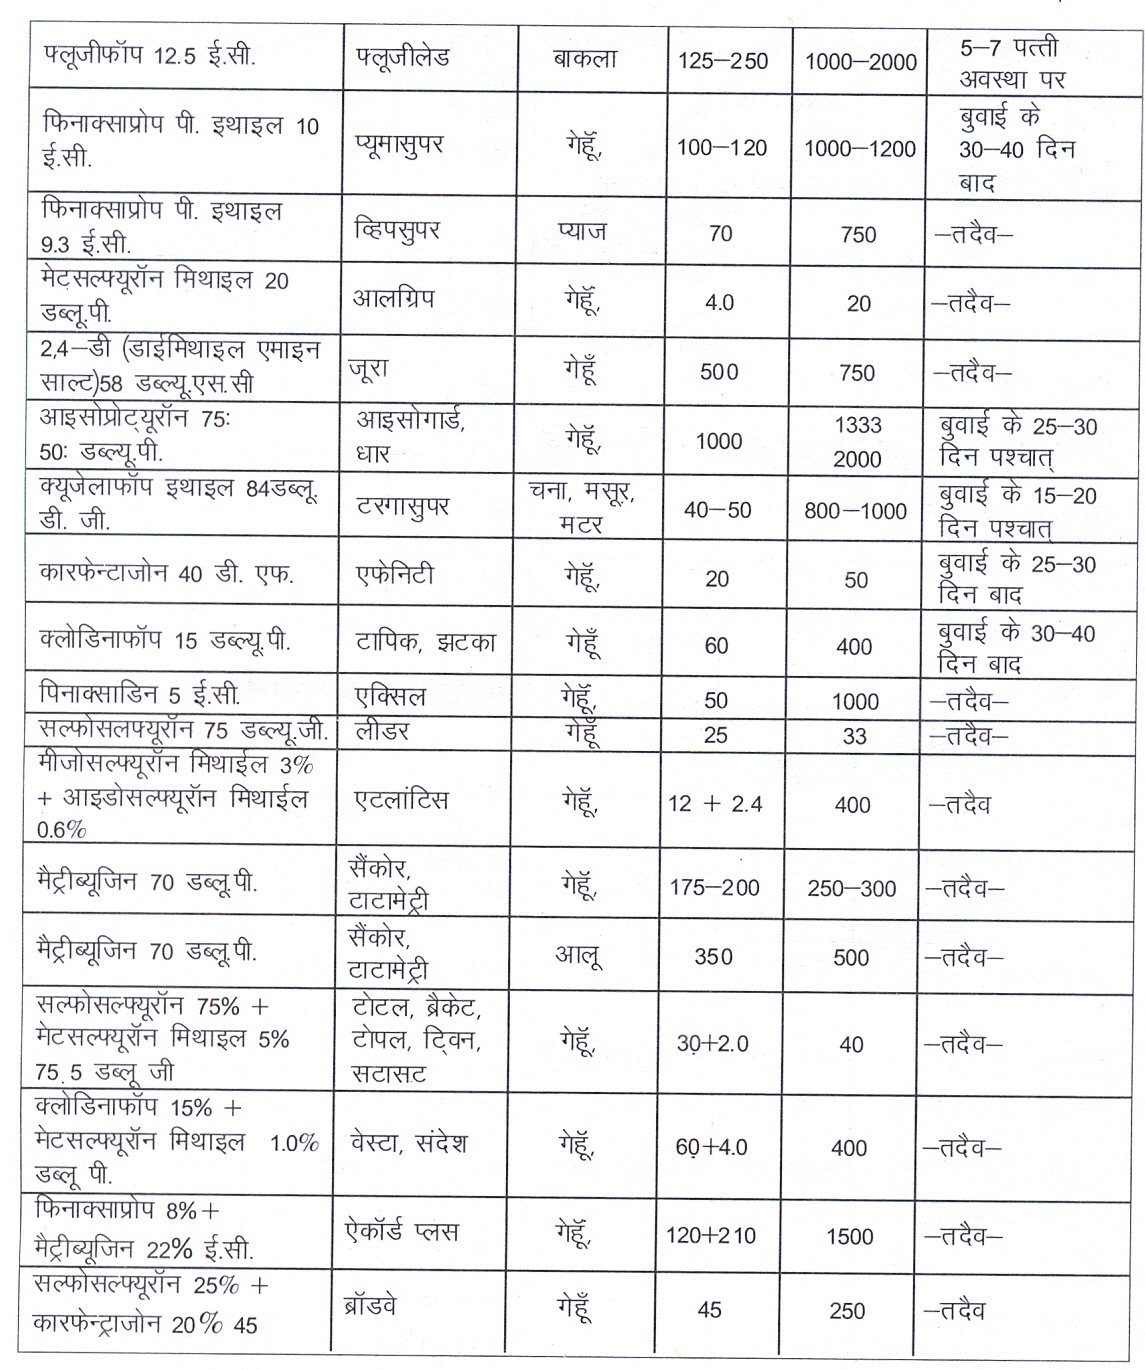 फ्लूजीफॉप 12.5 ई.सी. फ्लूजीलेड बाकला 125–250 1000–2000 5–7 पत्ती
अवस्था पर
फिनाक्साप्रोप पी. इथाइल 10
ई.सी. प्यूमासुपर गेहूॅं, 100–120 1000–1200 बुवाई के
30–40 दिन
बाद
फिनाक्साप्रोप पी. इथाइल
9.3 ई.सी. व्हिपसुपर प्याज 70 750 –तदैव–
मेटसल्फ्यूरॉन मिथाइल 20
डब्लू.पी. आलग्रिप गेहूॅं, 4.0 20 –तदैव–
2,4–डी (डाईमिथाइल एमाइन
साल्ट)58 डब्ल्यू.एस.सी जूरा गेहूँ 500 750 –तदैव–
आइसोप्रोट्यूरॉन 75:
50: डब्ल्यू.पी. आइसोगार्ड,
धार गेहूॅं, 1000 1333
2000 बुवाई के 25–30
दिन पश्चात्
क्यूजेलाफॉप इथाइल 84डब्लू.
डी. जी. टरगासुपर चना, मसूर,
मटर 40–50 800–1000 बुवाई के 15–20
दिन पश्चात्
कारफेन्टाजोन 40 डी. एफ. एफेनिटी गेहूॅं, 20 50 बुवाई के 25–30
दिन बाद
क्लोडिनाफॉप 15 डब्ल्यू.पी. टापिक, झटका गेहूँ 60 400 बुवाई के 30–40
दिन बाद
पिनाक्साडिन 5 ई.सी. एक्सिल गेहूॅं, 50 1000 –तदैव–
सल्फोसलफ्यूरॉन 75 डब्ल्यू.जी. लीडर गेहूँ 25 33 –तदैव–
मीजोसल्फ्यूरॉन मिथाईल 3%
+ आइडोसल्फ्यूरॉन मिथाईल
0.6% एटलांटिस गेहूॅं, 12 + 2.4 400 –तदैव
मैट्रीब्यूजिन 70 डब्लू.पी. सैंकोर,
टाटामेट्री गेहूॅं, 175–200 250–300 –तदैव–
मैट्रीब्यूजिन 70 डब्लू.पी. सैंकोर,
टाटामेट्री आलू 350 500 –तदैव–
सल्फोसल्फ्यूरॉन 75% +
मेटसल्फ्यूरॉन मिथाइल 5%
75.5 डब्लू जी टोटल, ब्रैकेट,
टोपल, ट्विन,
सटासट गेहूॅं, 30+2.0 40 –तदैव–
क्लोडिनाफॉप 15% +
मेटसल्फ्यूरॉन मिथाइल 1.0%
डब्लू पी. वेस्टा, संदेश गेहूॅं, 60+4.0 400 –तदैव–
फिनाक्साप्रोप 8%+
मैट्रीब्यूजिन 22% ई.सी. ऐकॉर्ड प्लस गेहूॅं, 120+210 1500 –तदैव–
सल्फोसल्फ्यूरॉन 25% +
कारफेन्ट्राजोन 20% 45 ब्रॉडवे गेहूँ 45 250 –तदैव